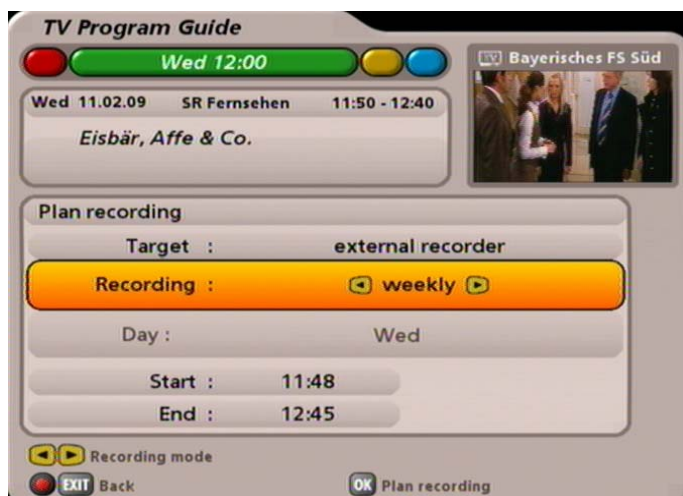 TV Program Guide
Wed 12:00
TV Bayerisches FS Süd
Wed 11.02.09 SR Fernsehen 11:50 - 12:40
Eisbär, Affe & Co.
Plan recording
Target : external recorder
Recording : weekly
Day : Wed
Start : 11:48
End : 12:45
Recording mode
EXIT Back
OK Plan recording